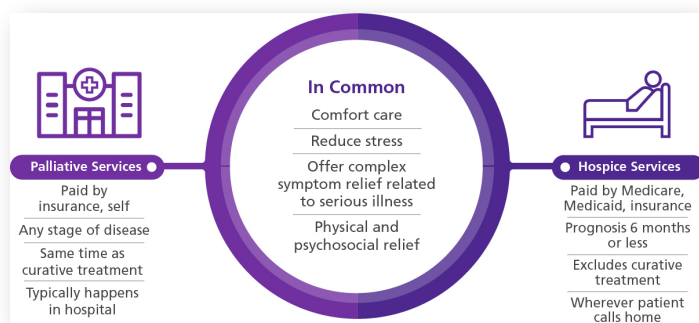 In Common
Comfort care
Reduce stress
Offer complex
symptom relief related
to serious illness
Physical and
psychosocial relief
Palliative Services
Paid by
insurance, self
Any stage of disease
Same time as
curative treatment
Typically happens
in hospital
Hospice Services
Paid by Medicare,
Medicaid, insurance
Prognosis 6 months
or less
Excludes curative
treatment
Wherever patient
calls home